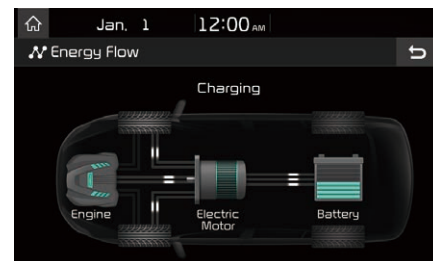 Jan. 1 12:00 AM
Energy Flow
Charging
Engine
Electric
Motor
Battery